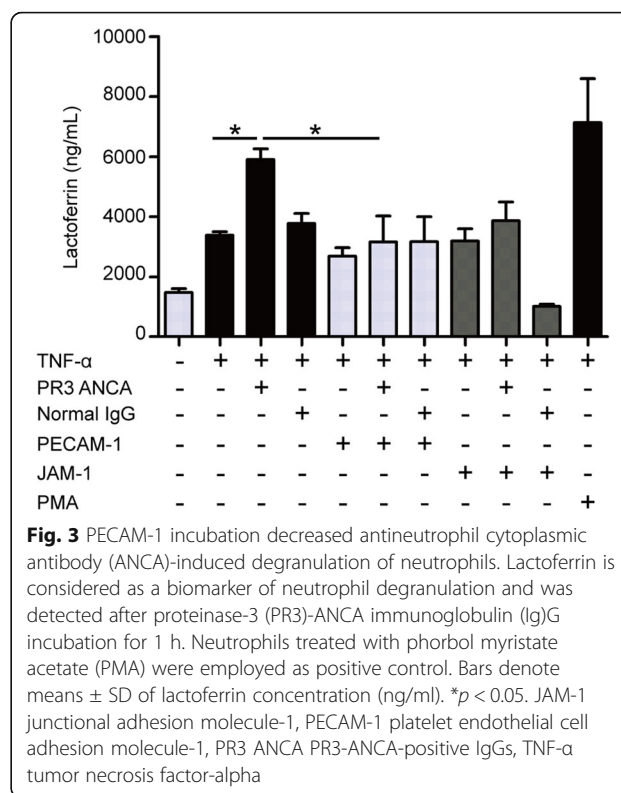 10000
8000
6000
4000
2000
0
Lactoferrin (ng/mL)
* *
TNF-α - + + + + + + + + + +
PR3 ANCA - - + - - + - - + - -
Normal IgG - - - + - - + - - + -
PECAM-1 - - - - + + + - - - -
JAM-1 - - - - - - - + + + -
PMA - - - - - - - - - - +
Fig. 3 PECAM-1 incubation decreased antineutrophil cytoplasmic
antibody (ANCA)-induced degranulation of neutrophils. Lactoferrin is
considered as a biomarker of neutrophil degranulation and was
detected after proteinase-3 (PR3)-ANCA immunoglobulin (Ig)G
incubation for 1 h. Neutrophils treated with phorbol myristate
acetate (PMA) were employed as positive control. Bars denote
means ± SD of lactoferrin concentration (ng/ml). *p < 0.05. JAM-1
junctional adhesion molecule-1, PECAM-1 platelet endothelial cell
adhesion molecule-1, PR3 ANCA PR3-ANCA-positive IgGs, TNF-α
tumor necrosis factor-alpha